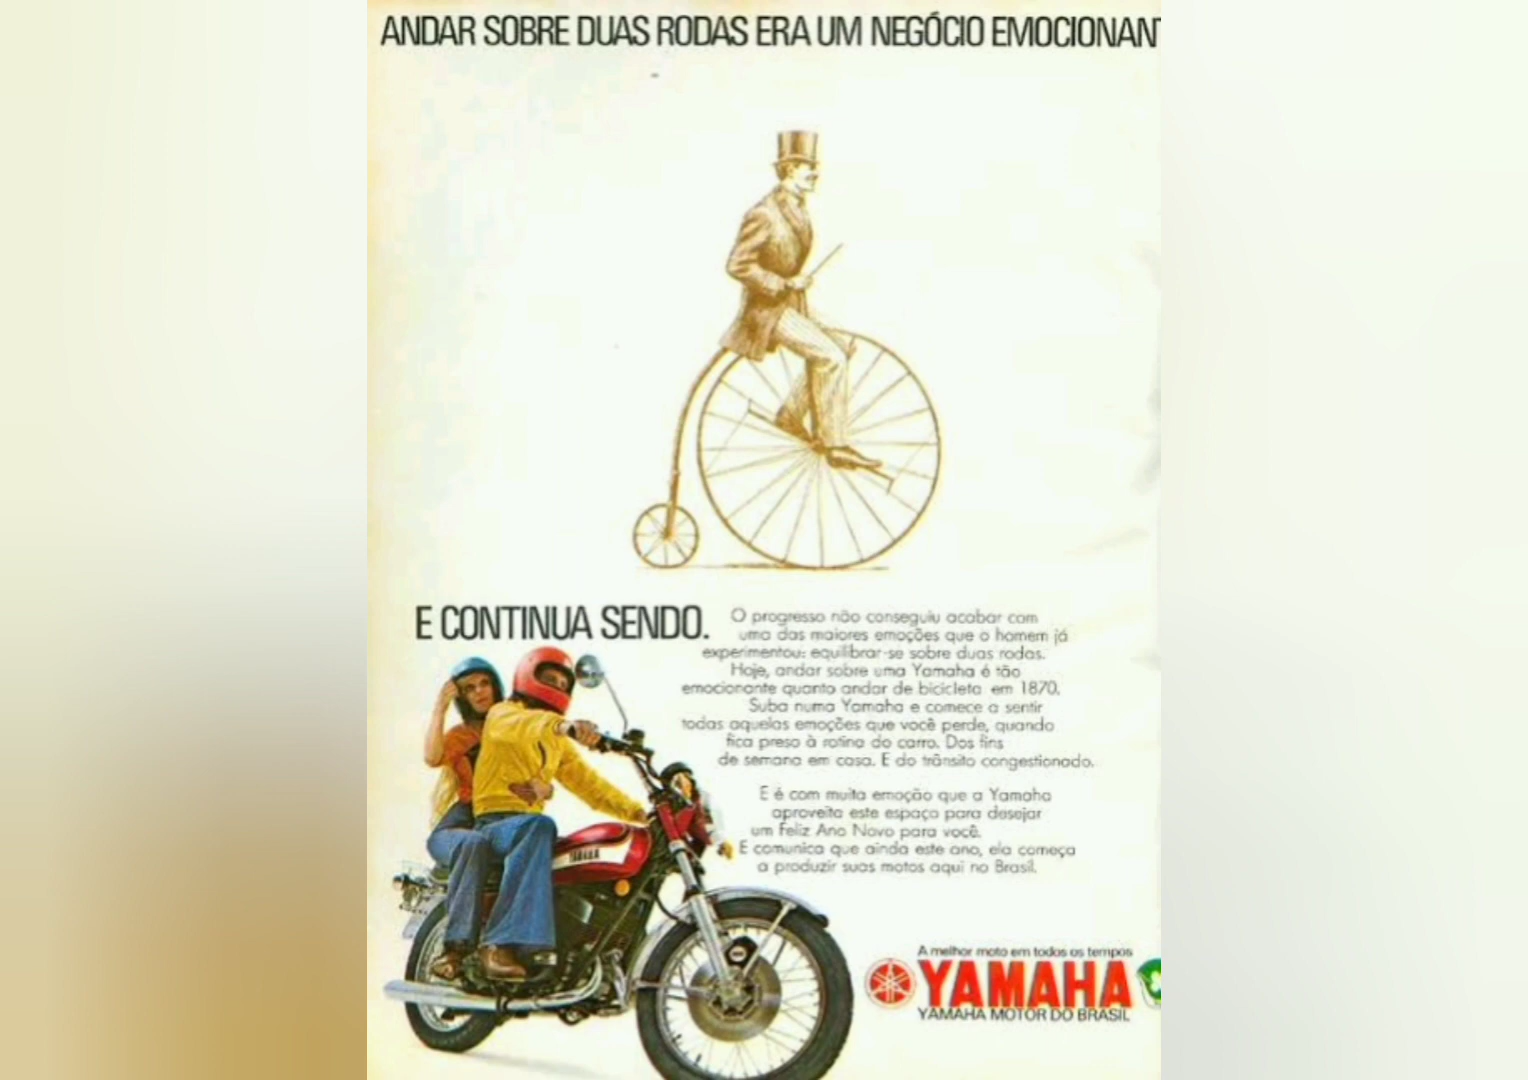 ANDAR SOBRE DUAS RODAS ERA UM NEGÓCIO EMOCIONAN
E CONTINUA SENDO.
O progresso não conseguiu acabar com
uma das maiores emoções que o homem já
experimentou: equilibrar-se sobre duas rodas.
Hoje, andar sobre uma Yamaha é tão
emocionante quanto andar de bicicleta em 1870.
Suba numa Yamaha e comece a sentir
todas aquelas emoções que você perde, quando
fica preso à rotina do carro. Dos fins
de semana em casa. E do trânsito congestionado.
E é com muita emoção que a Yamaha
aproveita este espaço para desejar
um Feliz Ano Novo para você.
E comunica que ainda este ano, ela começa
a produzir suas motos aqui no Brasil.
YAMAHA
A melhor moto em todos os tempos
YAMAHA
YAMAHA MOTOR DO BRASIL